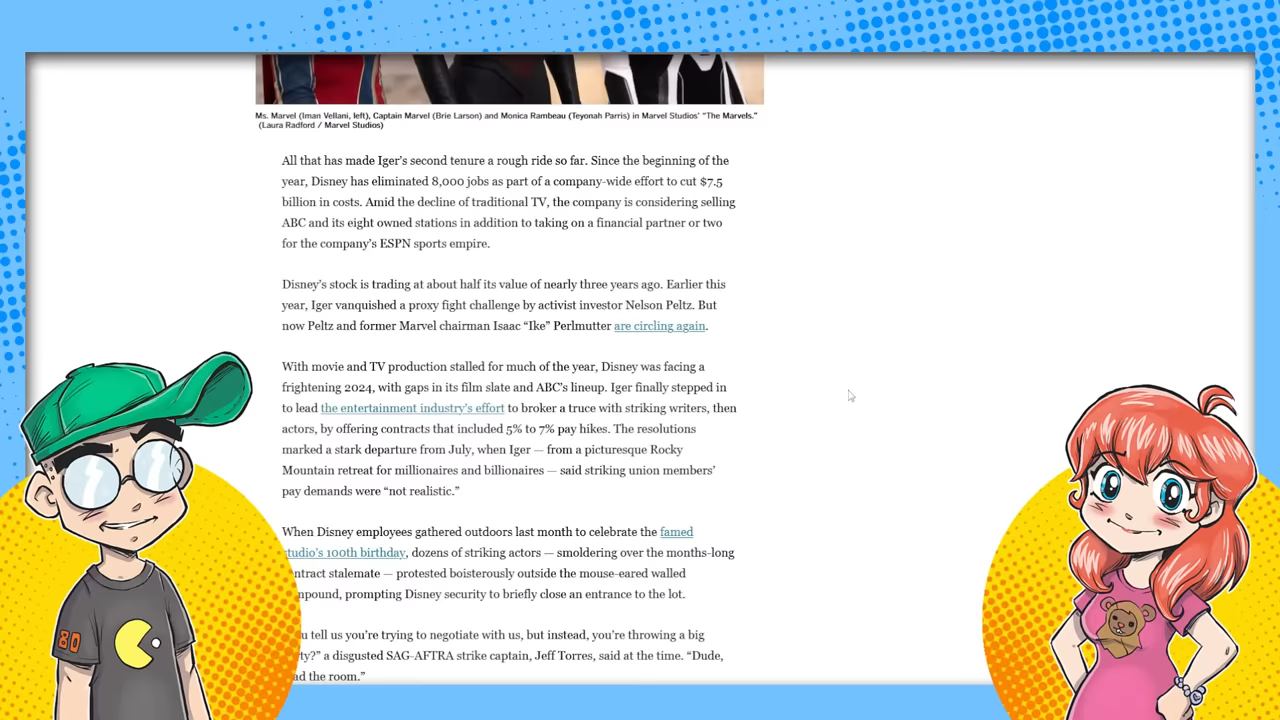 Ms. Marvel (Iman Vellani, left), Captain Marvel (Brie Larson) and Monica Rambeau (Teyonah Parris) in Marvel Studios' “The Marvels.”
(Laura Radford / Marvel Studios)
All that has made Iger’s second tenure a rough ride so far. Since the beginning of the
year, Disney has eliminated 8,000 jobs as part of a company-wide effort to cut $7.5
billion in costs. Amid the decline of traditional TV, the company is considering selling
ABC and its eight owned stations in addition to taking on a financial partner or two
for the company’s ESPN sports empire.
Disney’s stock is trading at about half its value of nearly three years ago. Earlier this
year, Iger vanquished a proxy fight challenge by activist investor Nelson Peltz. But
now Peltz and former Marvel chairman Isaac “Ike” Perlmutter are circling again.
With movie and TV production stalled for much of the year, Disney was facing a
frightening 2024, with gaps in its film slate and ABC’s lineup. Iger finally stepped in
to lead the entertainment industry’s effort to broker a truce with striking writers, then
actors, by offering contracts that included 5% to 7% pay hikes. The resolutions
marked a stark departure from July, when Iger — from a picturesque Rocky
Mountain retreat for millionaires and billionaires — said striking union members’
pay demands were “not realistic.”
When Disney employees gathered outdoors last month to celebrate the famed
studio’s 100th birthday, dozens of striking actors — smoldering over the months-long
contract stalemate — protested boisterously outside the mouse-eared walled
compound, prompting Disney security to briefly close an entrance to the lot.
tell us you’re trying to negotiate with us, but instead, you’re throwing a big
a disgusted SAG-AFTRA strike captain, Jeff Torres, said at the time. “Dude,
the room.”
80